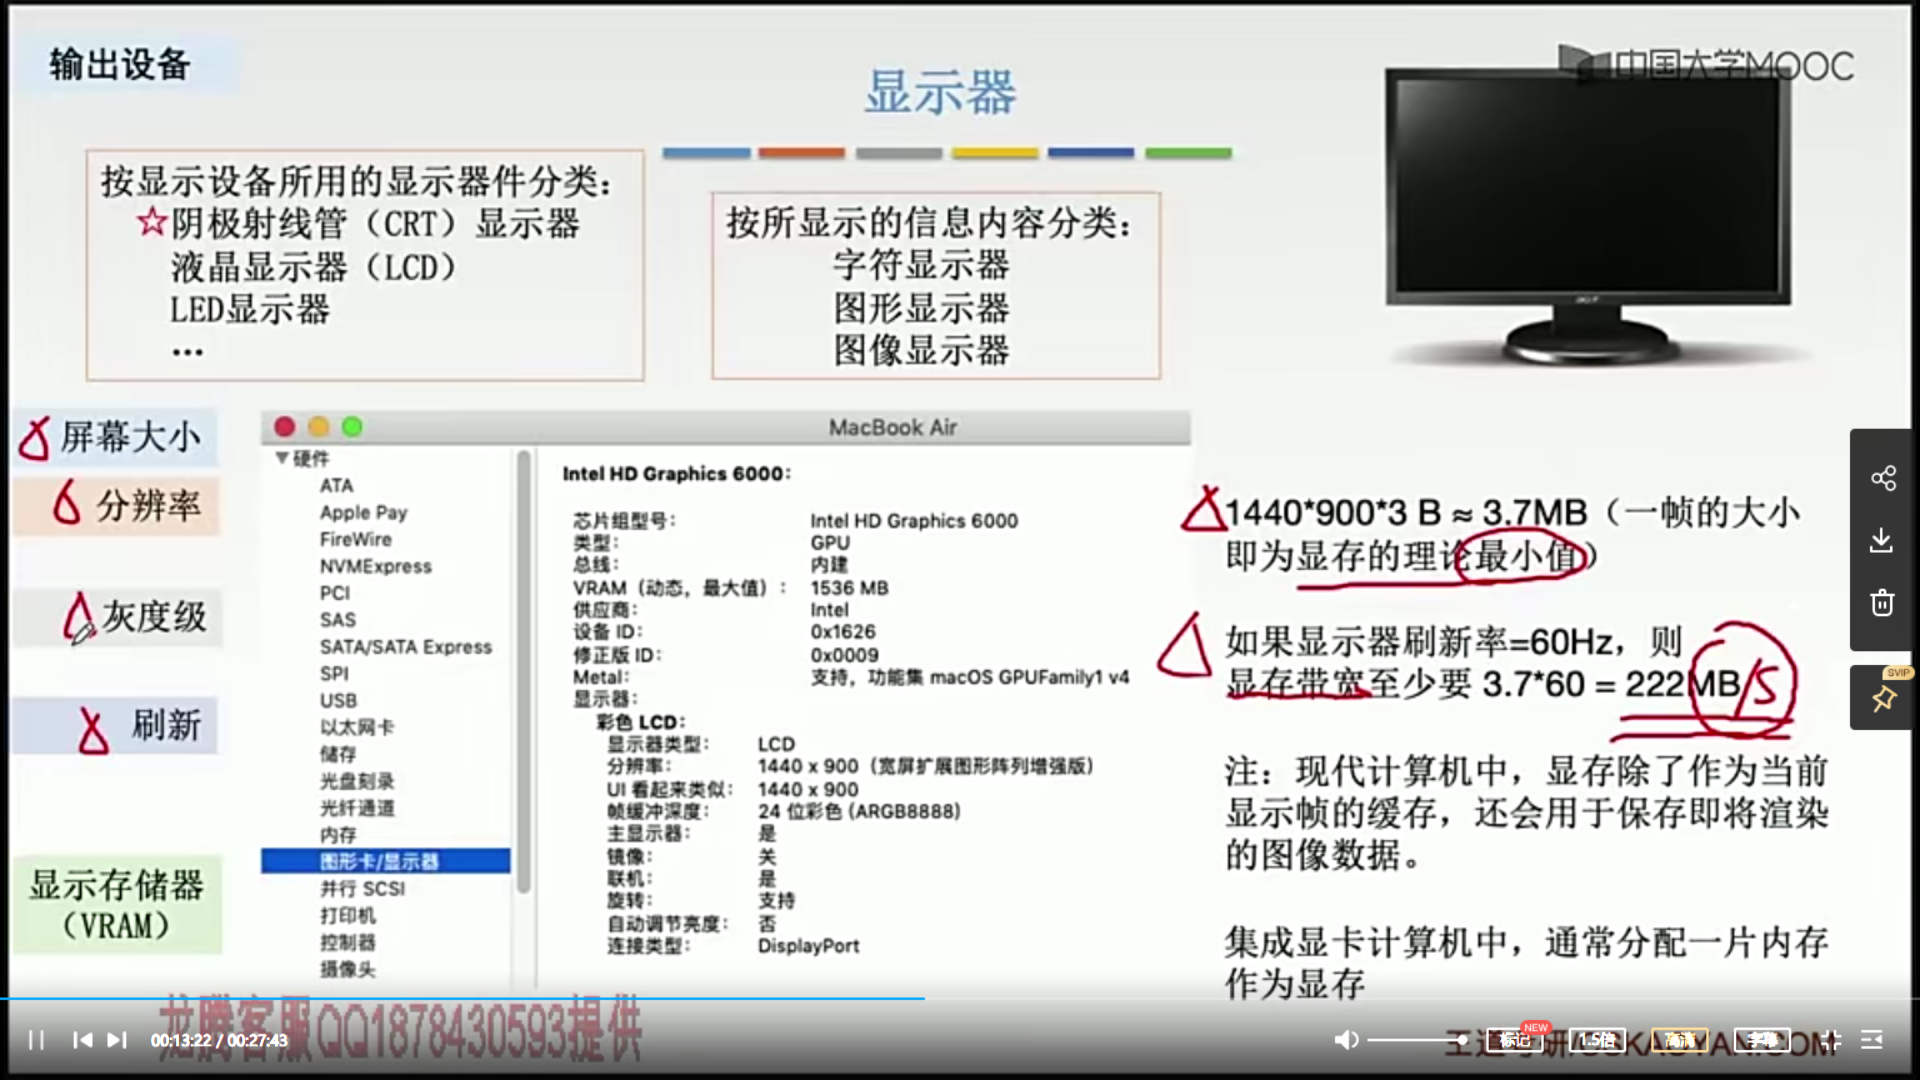 输出设备
显示器
中国大学MOOC
按显示设备所用的显示器件分类:
☆阴极射线管（CRT）显示器
液晶显示器（LCD）
LED显示器
...
按所显示的信息内容分类:
字符显示器
图形显示器
图像显示器
acer
屏幕大小
分辨率
灰度级
刷新
显示存储器
（VRAM）
MacBook Air
▼硬件
ATA
Apple Pay
FireWire
NVMExpress
PCI
SAS
SATA/SATA Express
SPI
USB
以太网卡
储存
光盘刻录
光纤通道
内存
图形卡/显示器
并行 SCSI
打印机
控制器
摄像头
Intel HD Graphics 6000:
芯片组型号: Intel HD Graphics 6000
类型: GPU
总线: 内建
VRAM（动态，最大值）: 1536 MB
供应商: Intel
设备 ID: 0x1626
修正版 ID: 0x0009
Metal: 支持，功能集 macOS GPUFamily1 v4
显示器:
彩色 LCD:
显示器类型: LCD
分辨率: 1440 x 900（宽屏扩展图形阵列增强版）
UI 看起来类似: 1440 x 900
帧缓冲深度: 24 位彩色 (ARGB8888)
主显示器: 是
镜像: 关
联机: 是
旋转: 支持
自动调节亮度: 否
连接类型: DisplayPort
1440*900*3 B ≈ 3.7MB（一帧的大小
即为显存的理论最小值）
如果显示器刷新率=60Hz，则
显存带宽至少要 3.7*60 = 222MB/S
注：现代计算机中，显存除了作为当前
显示帧的缓存，还会用于保存即将渲染
的图像数据。
集成显卡计算机中，通常分配一片内存
作为显存
SVIP
龙腾客服QQ1878430593提供
00:13:22 / 00:27:43
王道考研/CSKAOYAN.COM
NEW
标记
1.5倍
高清
字幕